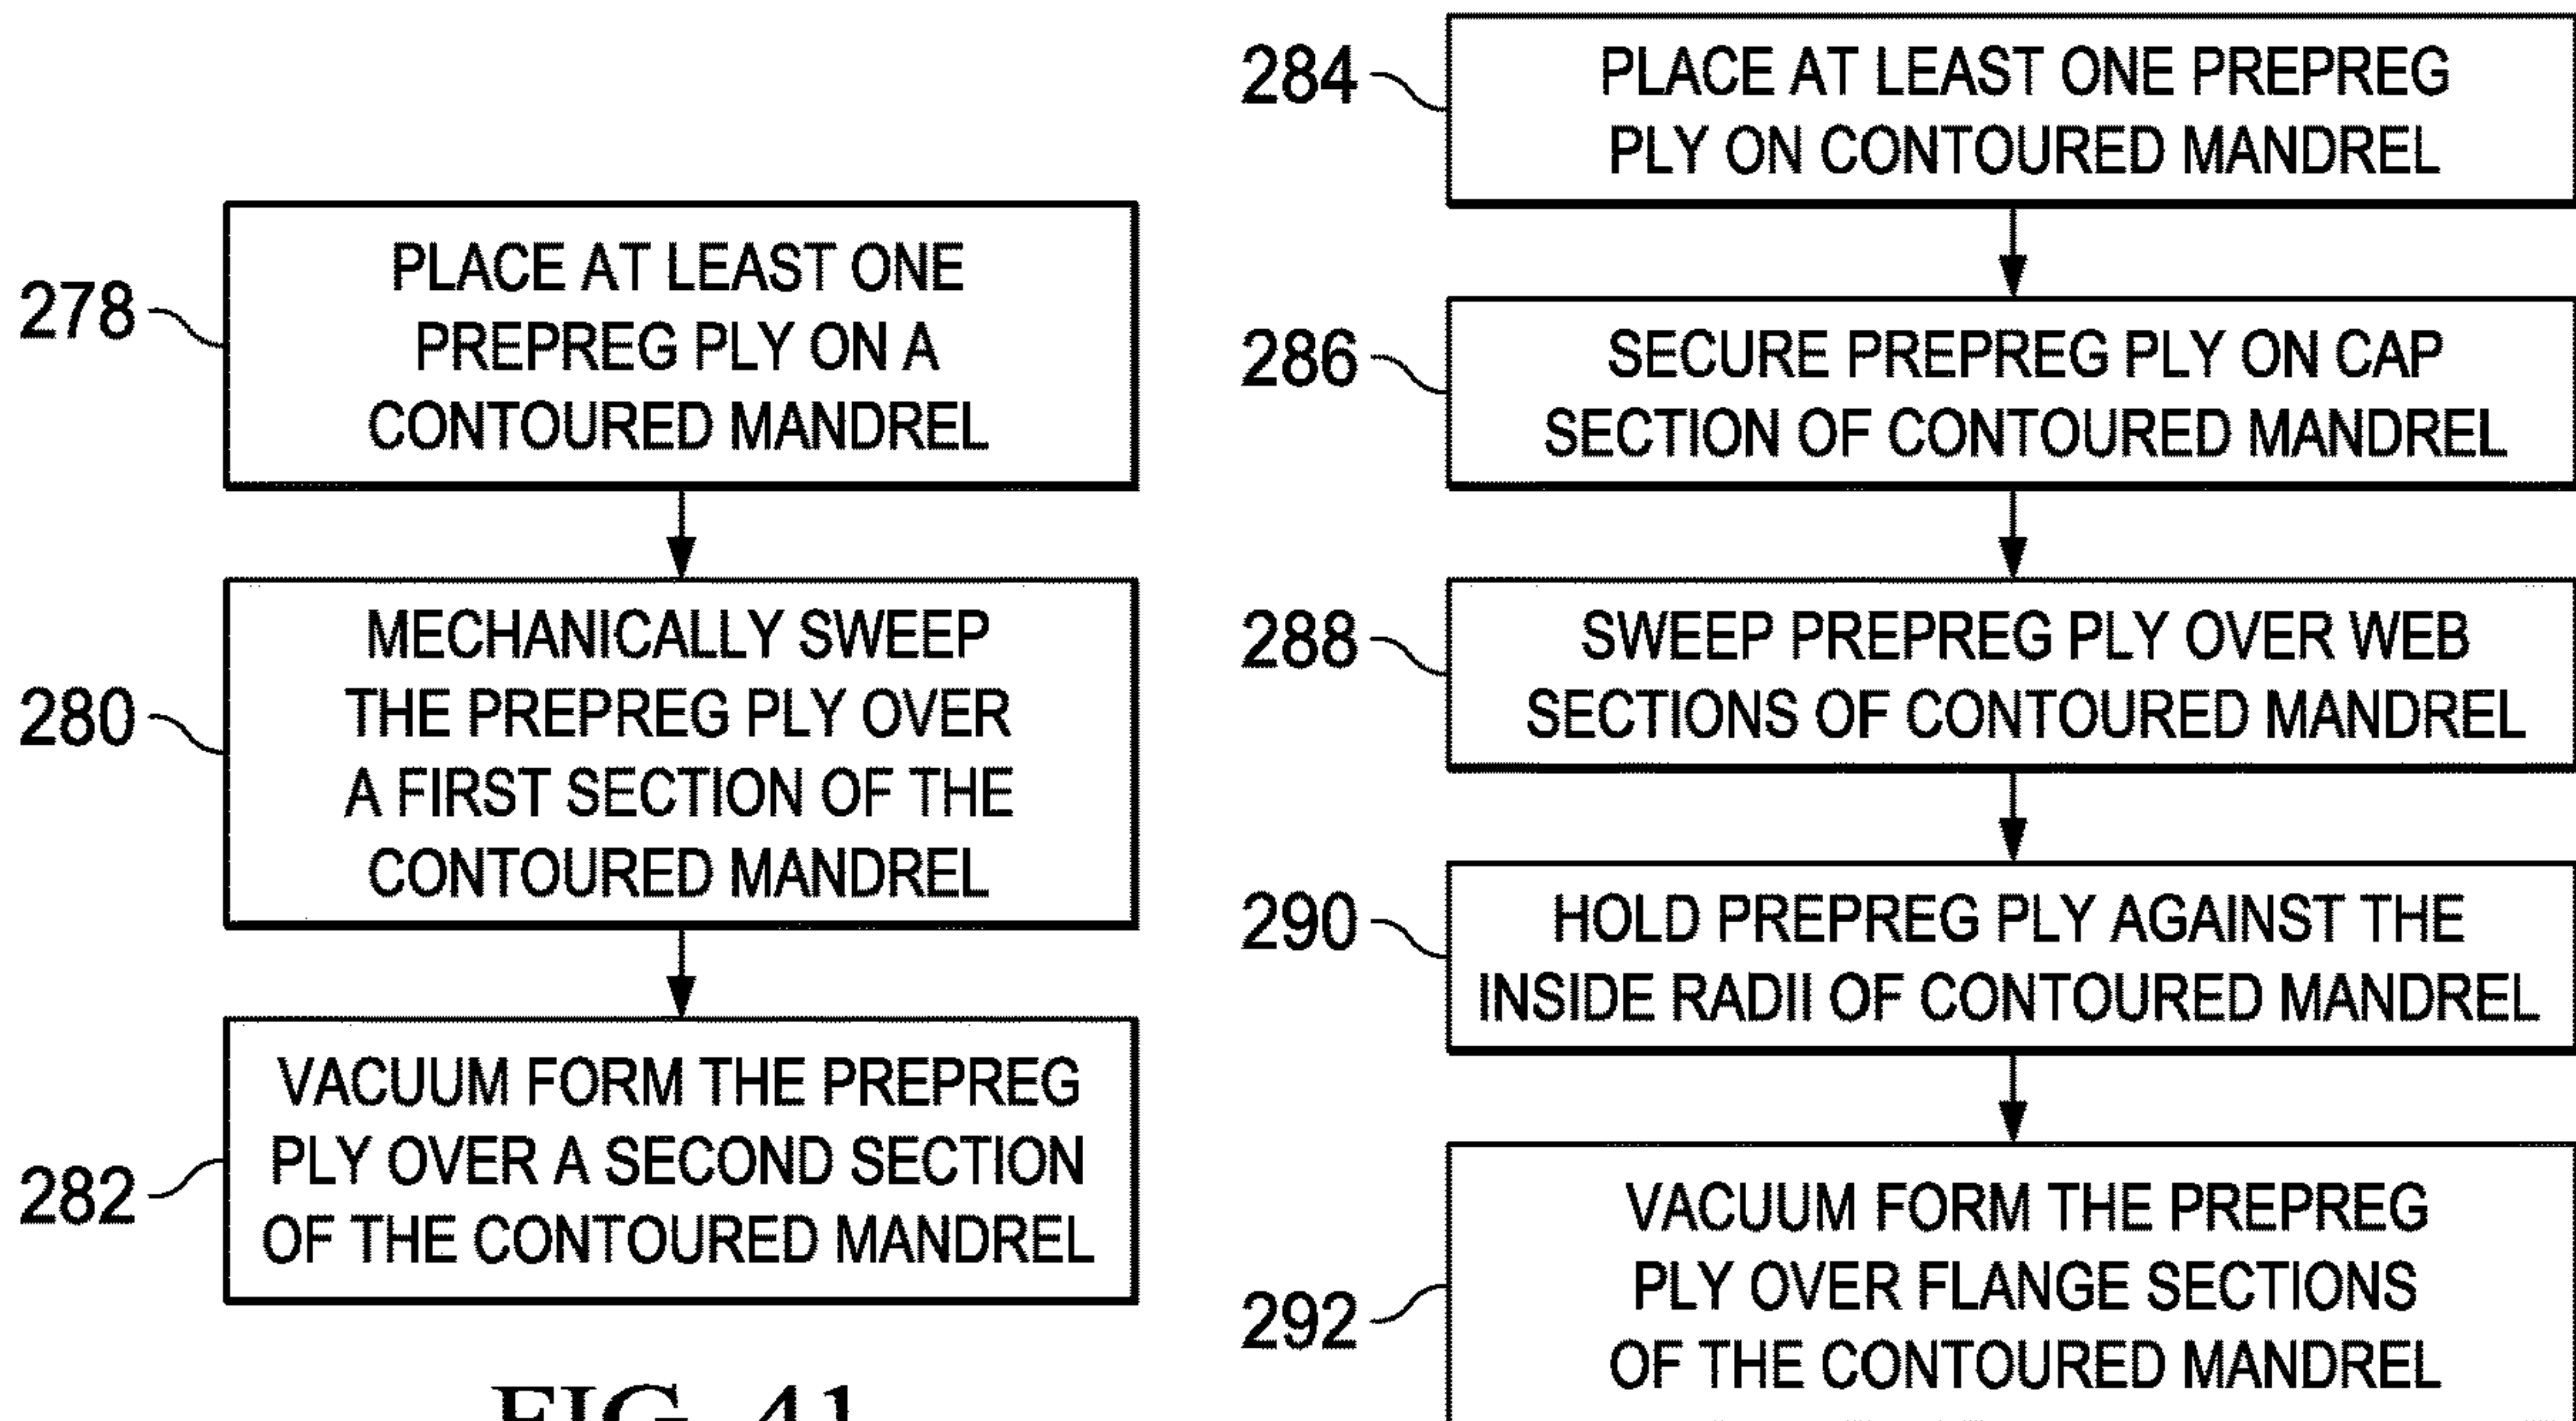 278
PLACE AT LEAST ONE
PREPREG PLY ON A
CONTOURED MANDREL
280
MECHANICALLY SWEEP
THE PREPREG PLY OVER
A FIRST SECTION OF THE
CONTOURED MANDREL
282
VACUUM FORM THE PREPREG
PLY OVER A SECOND SECTION
OF THE CONTOURED MANDREL
FIG. 41
284
PLACE AT LEAST ONE PREPREG
PLY ON CONTOURED MANDREL
286
SECURE PREPREG PLY ON CAP
SECTION OF CONTOURED MANDREL
288
SWEEP PREPREG PLY OVER WEB
SECTIONS OF CONTOURED MANDREL
290
HOLD PREPREG PLY AGAINST THE
INSIDE RADII OF CONTOURED MANDREL
292
VACUUM FORM THE PREPREG
PLY OVER FLANGE SECTIONS
OF THE CONTOURED MANDREL